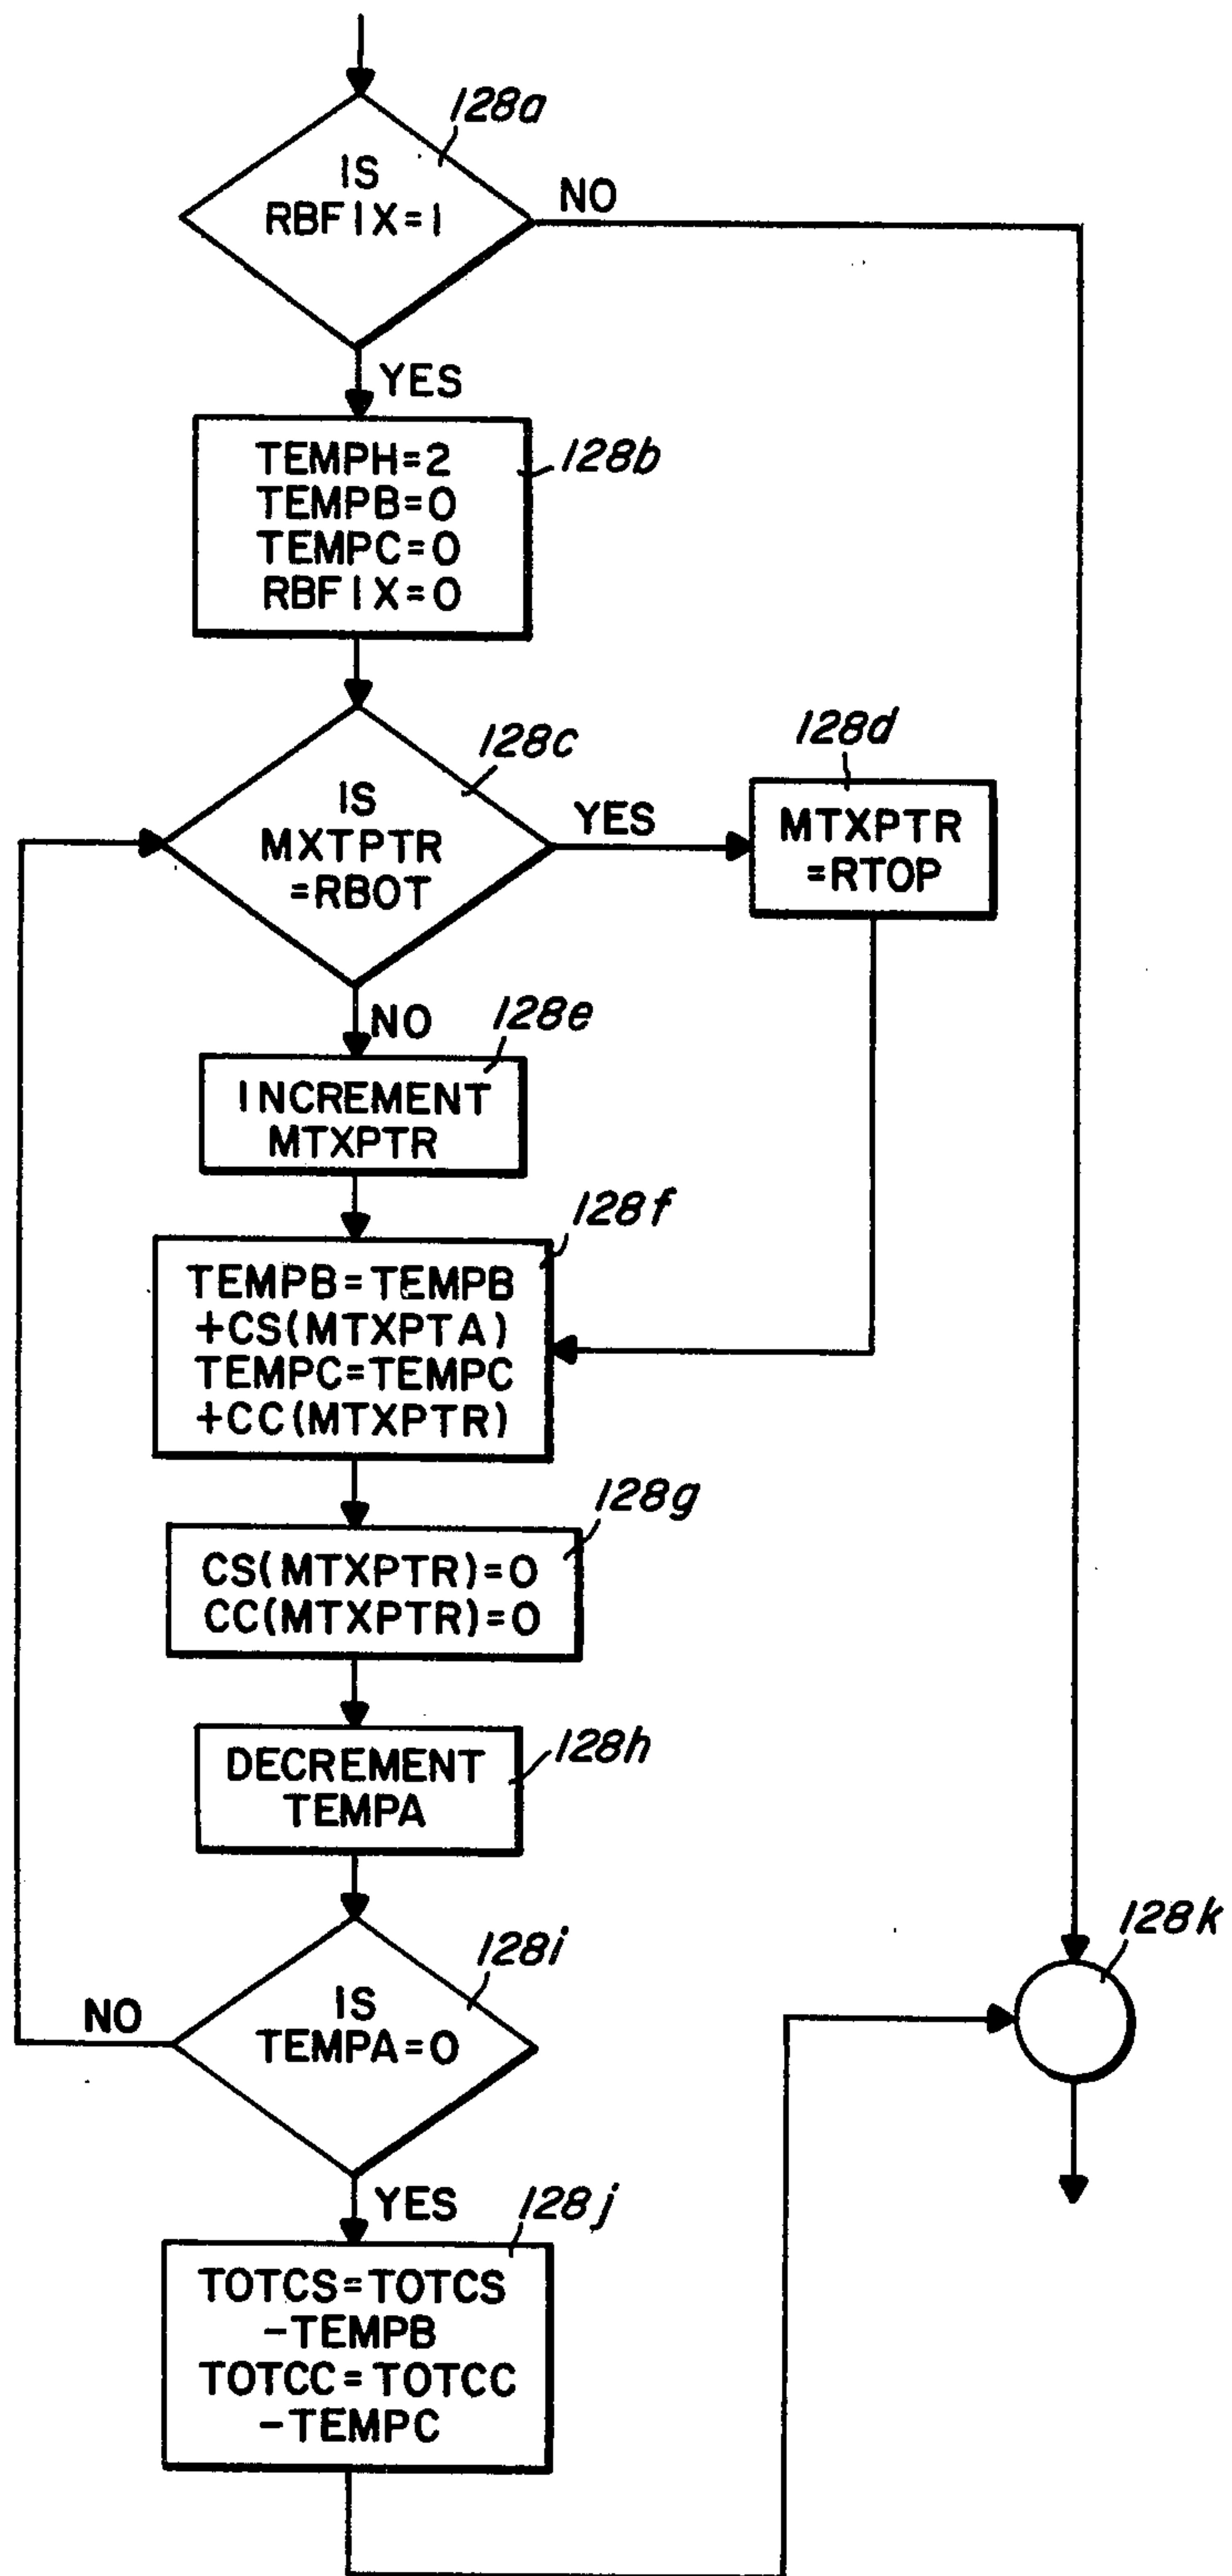 128a
IS
RBFIX=1
NO
YES
TEMPH=2
TEMPB=0
TEMPC=0
RBFIX=0
128b
128c
IS
MXTPTR
=RBOT
YES
128d
MTXPTR
=RTOP
NO
128e
INCREMENT
MTXPTR
128f
TEMPB=TEMPB
+CS(MTXPTA)
TEMPC=TEMPC
+CC(MTXPTR)
128g
CS(MTXPTR)=0
CC(MTXPTR)=0
DECREMENT
TEMPA
128h
128i
IS
TEMPA=0
NO
128k
YES
128j
TOTCS=TOTCS
-TEMPB
TOTCC=TOTCC
-TEMPC